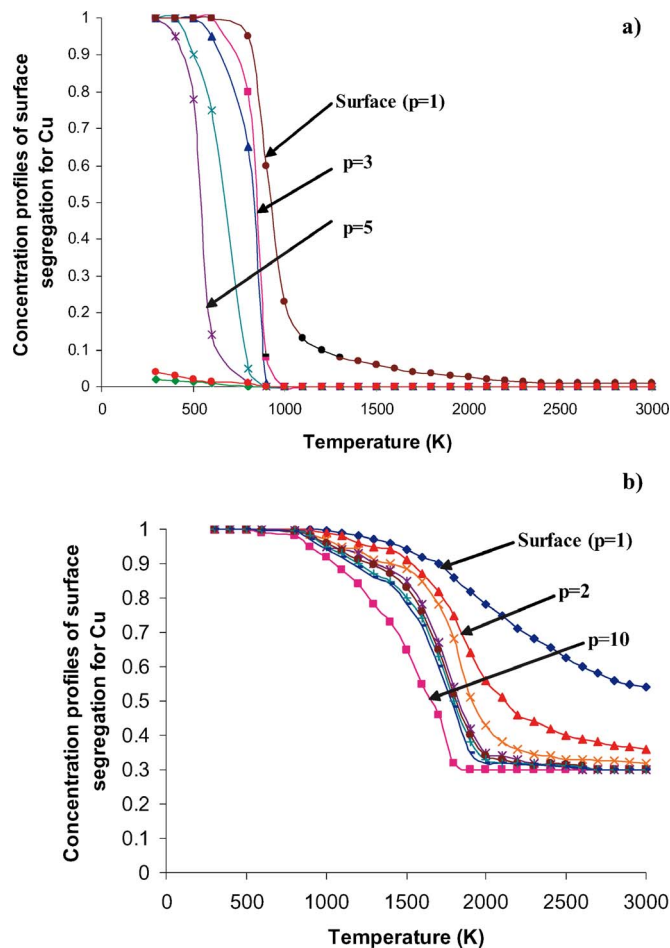 a)
Concentration profiles of surface
segregation for Cu
1
0.9
0.8
0.7
0.6
0.5
0.4
0.3
0.2
0.1
0
Surface (p=1)
p=3
p=5
0 500 1000 1500 2000 2500 3000
Temperature (K)
b)
Concentration profiles of surface
segregation for Cu
1
0.9
0.8
0.7
0.6
0.5
0.4
0.3
0.2
0.1
0
Surface (p=1)
p=2
p=10
0 500 1000 1500 2000 2500 3000
Temperature (K)